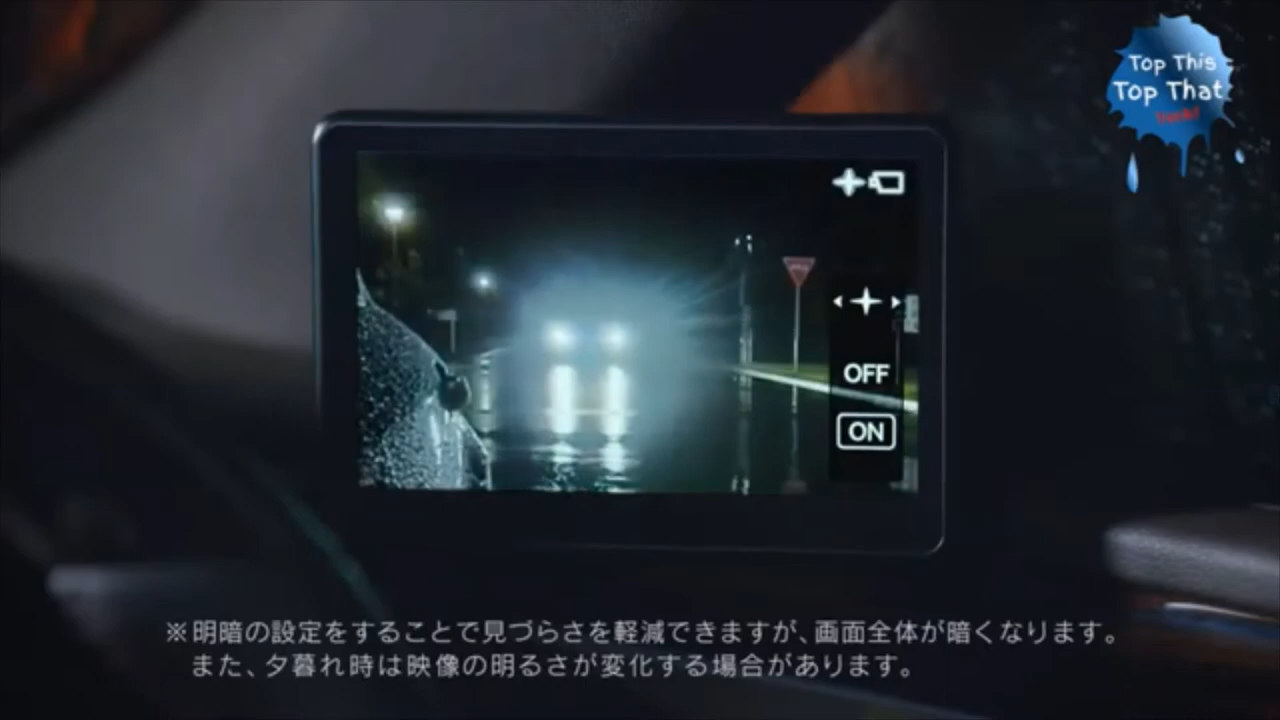 Top This
Top That
OFF
ON
※明暗の設定をすることで見づらさを軽減できますが、画面全体が暗くなります。
また、夕暮れ時は映像の明るさが変化する場合があります。